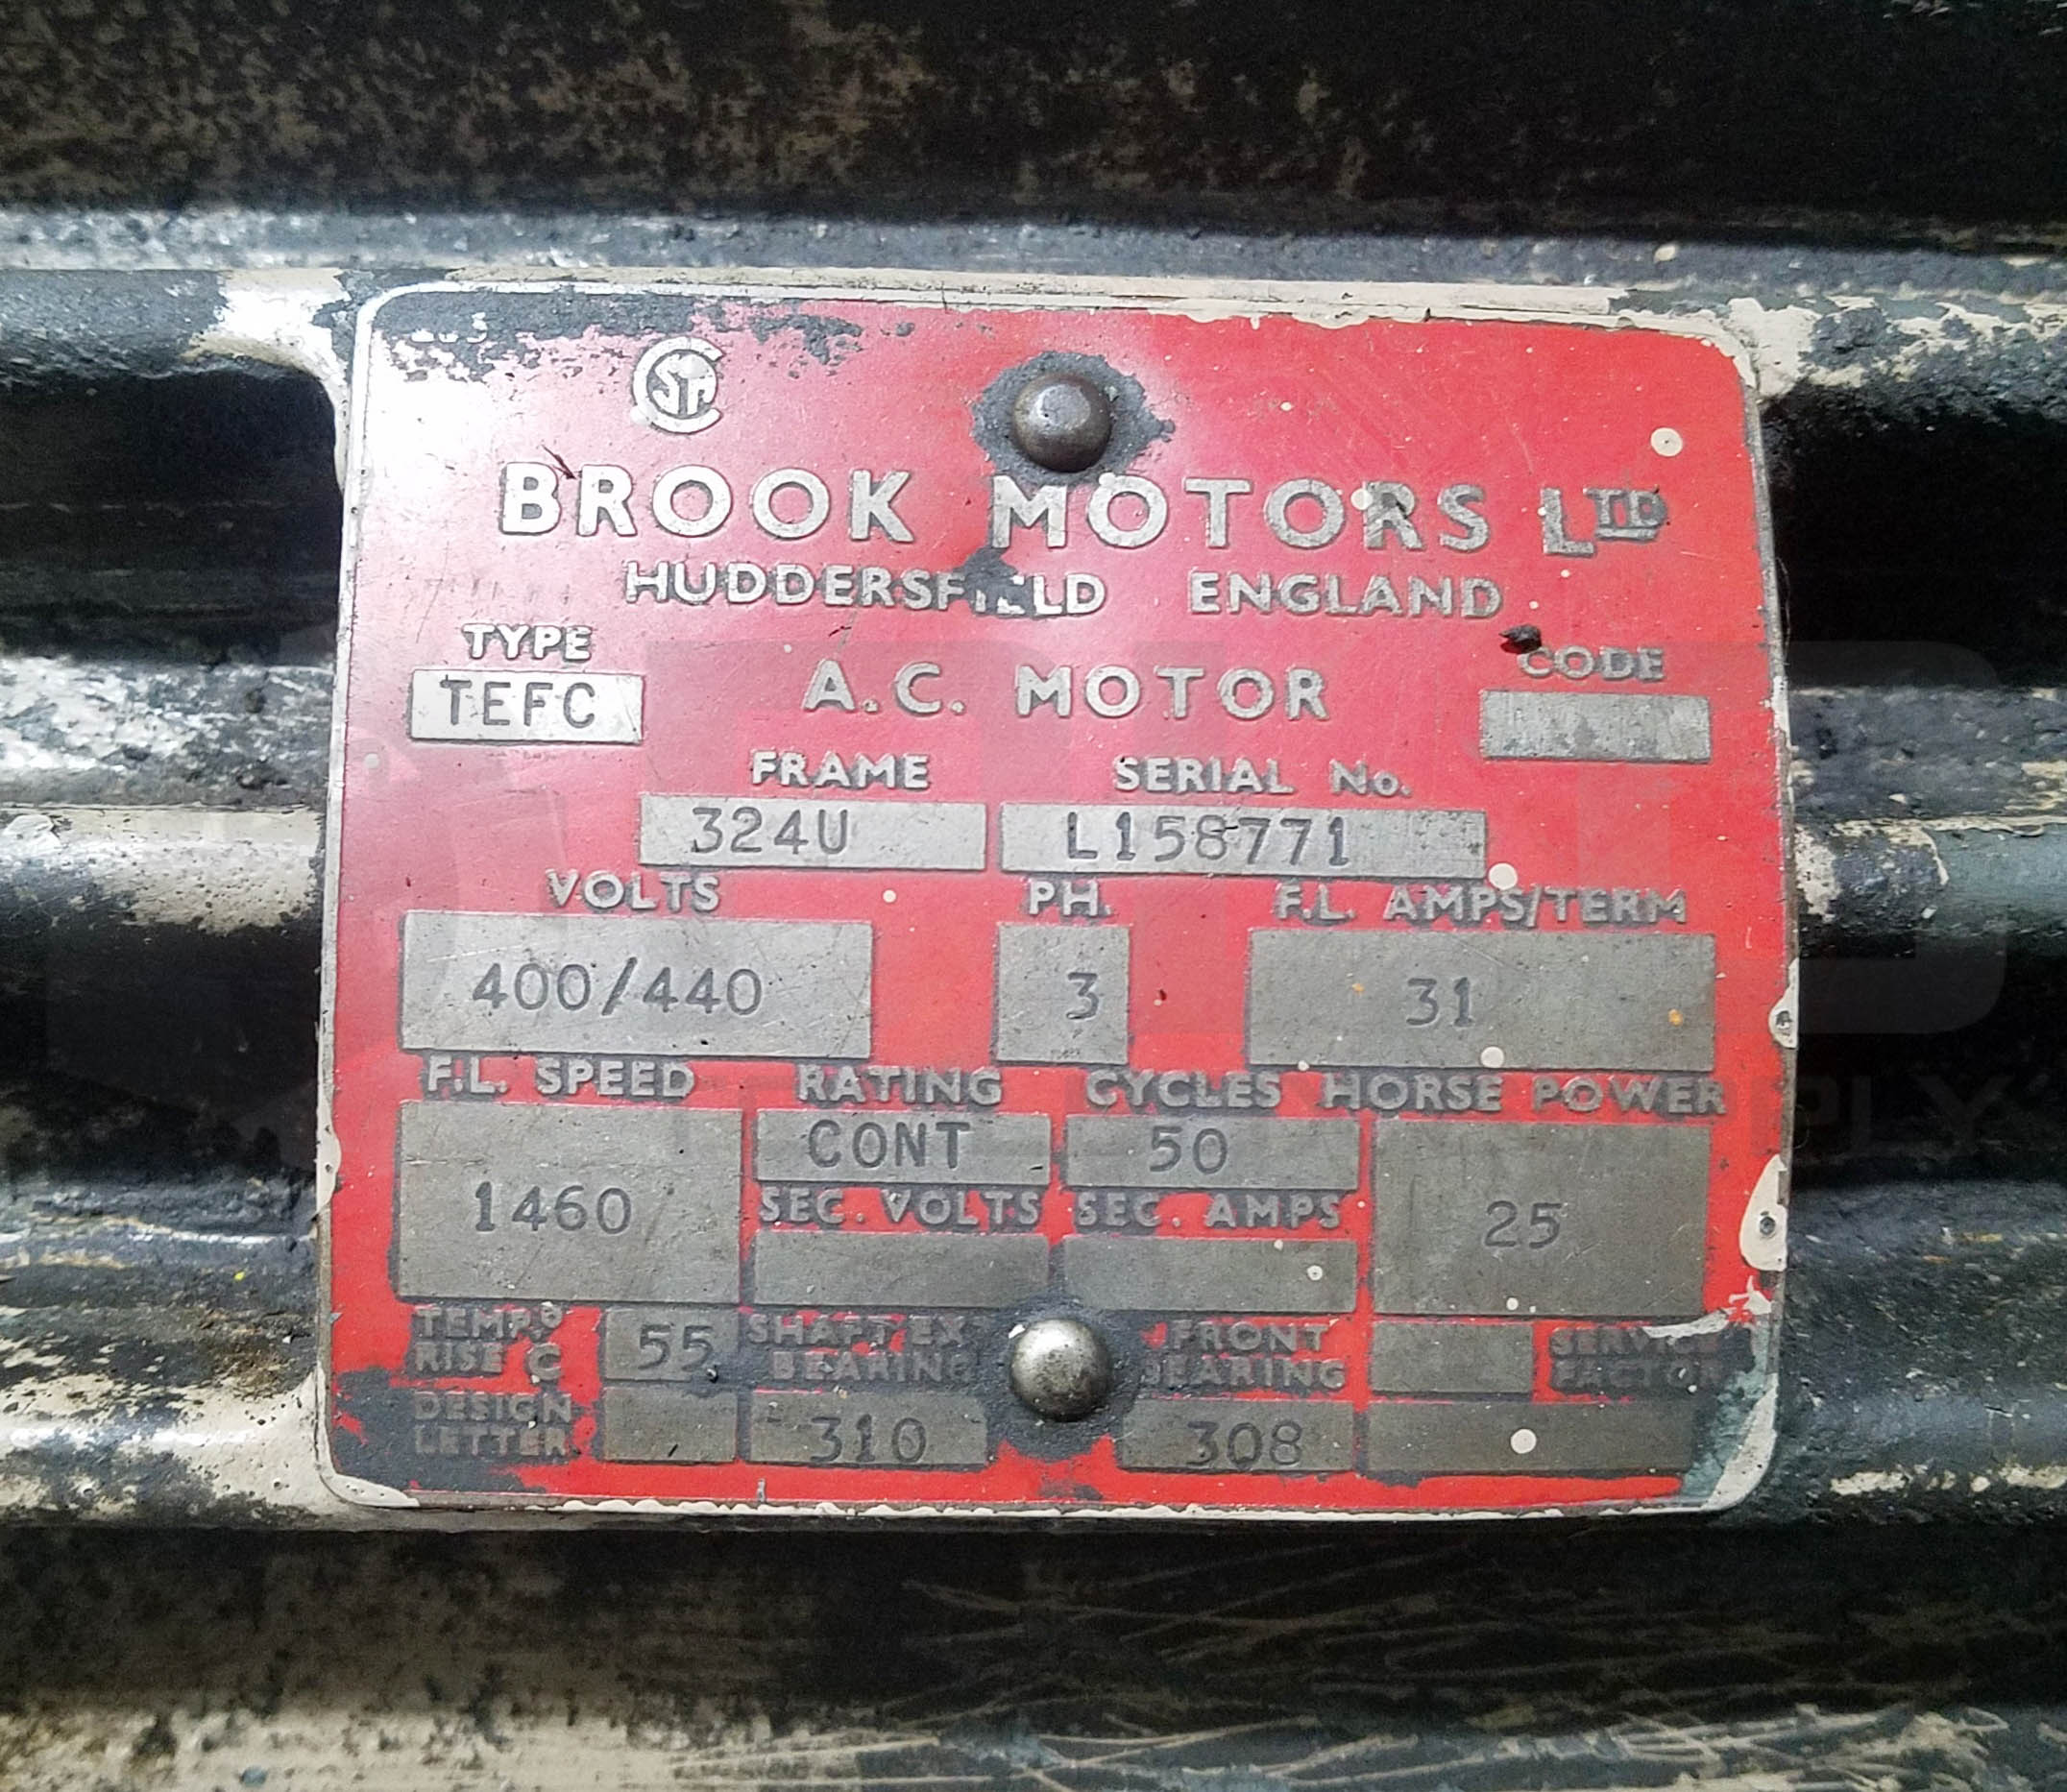 CSA
BROOK MOTORS LTD
HUDDERSFIELD ENGLAND
TYPE
TEFC
A.C. MOTOR
CODE
FRAME SERIAL No.
324U L158771
VOLTS PH. F.L. AMPS/TERM
400/440 3 31
F.L. SPEED RATING CYCLES HORSE POWER
1460 CONT 50 25
SEC. VOLTS SEC. AMPS
TEMP. RISE °C 55 SHAFT EX BEARING FRONT BEARING SERVICE FACTOR
DESIGN LETTER 310 308